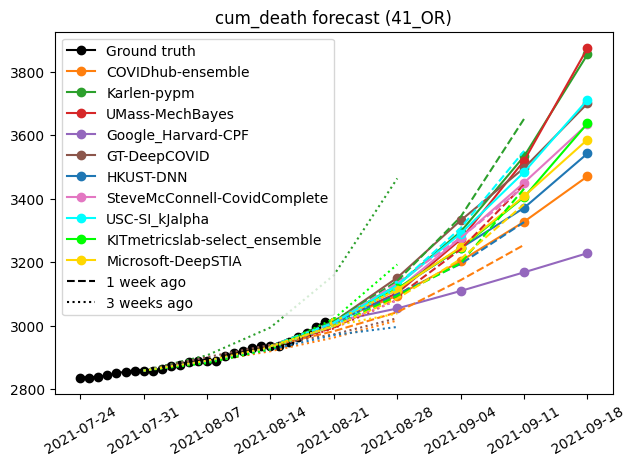 cum_death forecast (41_OR)
Ground truth
COVIDhub-ensemble
Karlen-pypm
UMass-MechBayes
Google_Harvard-CPF
GT-DeepCOVID
HKUST-DNN
SteveMcConnell-CovidComplete
USC-SI_kJalpha
KITmetricslab-select_ensemble
Microsoft-DeepSTIA
1 week ago
3 weeks ago
3800
3600
3400
3200
3000
2800
2021-07-24
2021-07-31
2021-08-07
2021-08-14
2021-08-21
2021-08-28
2021-09-04
2021-09-11
2021-09-18